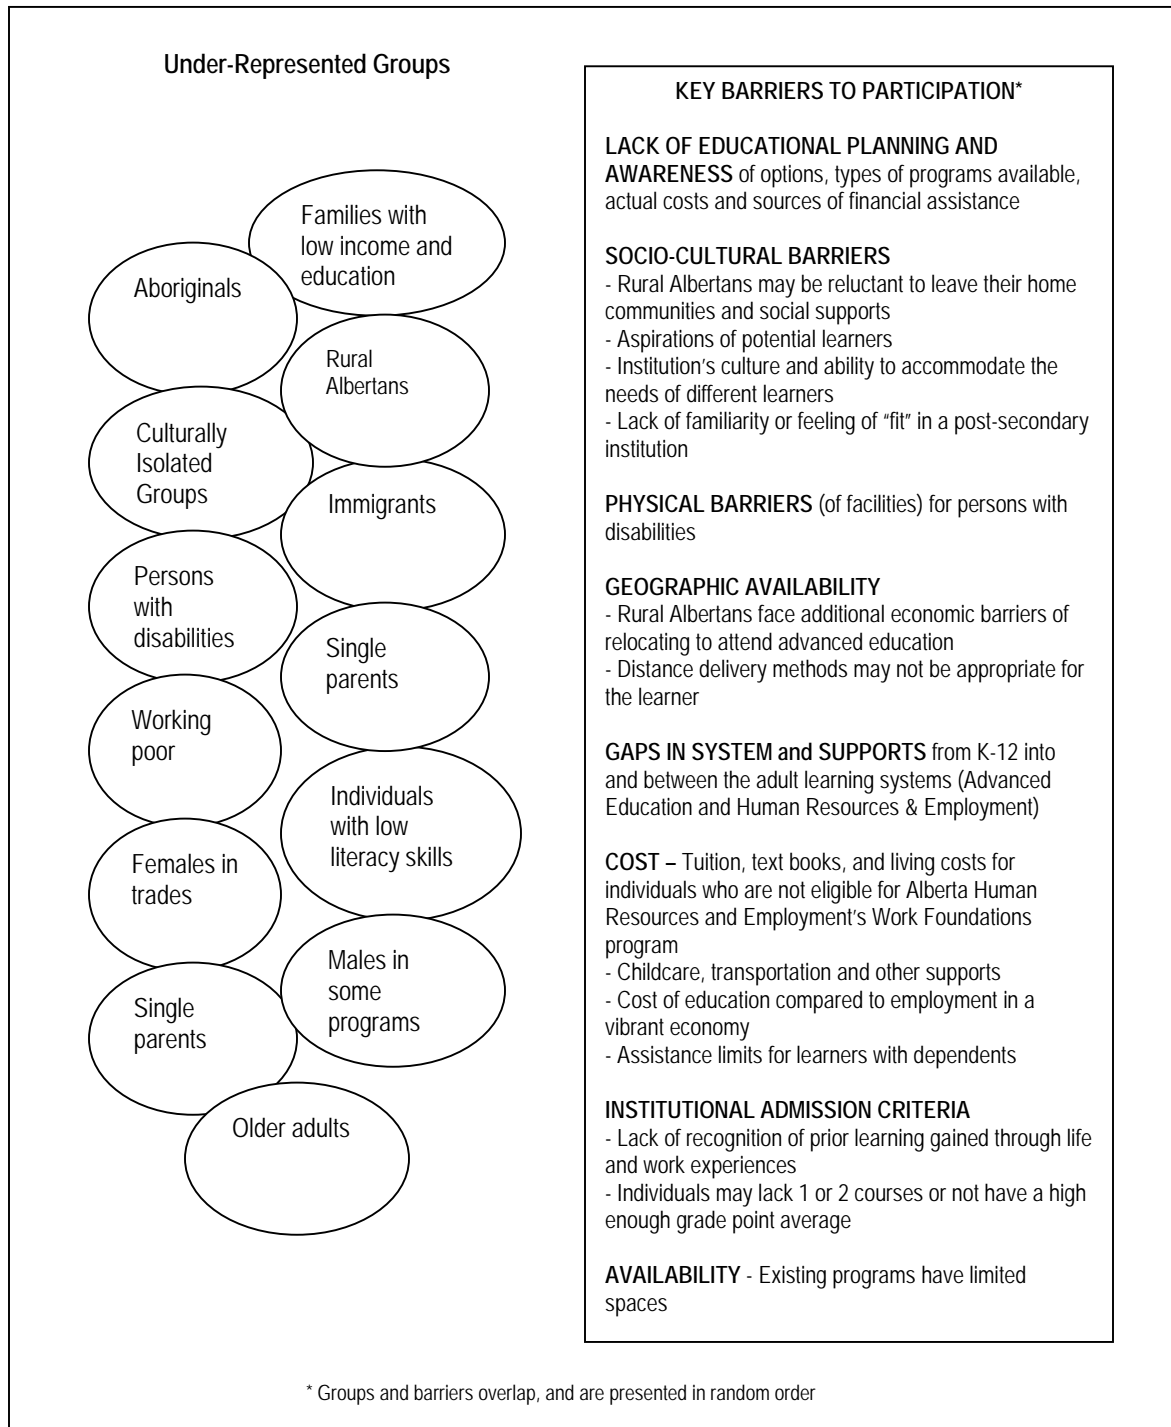 Under-Represented Groups
Families with
low income and
education
Aboriginals
Rural
Albertans
Culturally
Isolated
Groups
Immigrants
Persons
with
disabilities
Single
parents
Working
poor
Individuals
with low
literacy skills
Females in
trades
Males in
some
programs
Single
parents
Older adults
KEY BARRIERS TO PARTICIPATION*
LACK OF EDUCATIONAL PLANNING AND
AWARENESS of options, types of programs available,
actual costs and sources of financial assistance
SOCIO-CULTURAL BARRIERS
- Rural Albertans may be reluctant to leave their home
communities and social supports
- Aspirations of potential learners
- Institution's culture and ability to accommodate the
needs of different learners
- Lack of familiarity or feeling of "fit" in a post-secondary
institution
PHYSICAL BARRIERS (of facilities) for persons with
disabilities
GEOGRAPHIC AVAILABILITY
- Rural Albertans face additional economic barriers of
relocating to attend advanced education
- Distance delivery methods may not be appropriate for
the learner
GAPS IN SYSTEM and SUPPORTS from K-12 into
and between the adult learning systems (Advanced
Education and Human Resources & Employment)
COST – Tuition, text books, and living costs for
individuals who are not eligible for Alberta Human
Resources and Employment's Work Foundations
program
- Childcare, transportation and other supports
- Cost of education compared to employment in a
vibrant economy
- Assistance limits for learners with dependents
INSTITUTIONAL ADMISSION CRITERIA
- Lack of recognition of prior learning gained through life
and work experiences
- Individuals may lack 1 or 2 courses or not have a high
enough grade point average
AVAILABILITY - Existing programs have limited
spaces
* Groups and barriers overlap, and are presented in random order